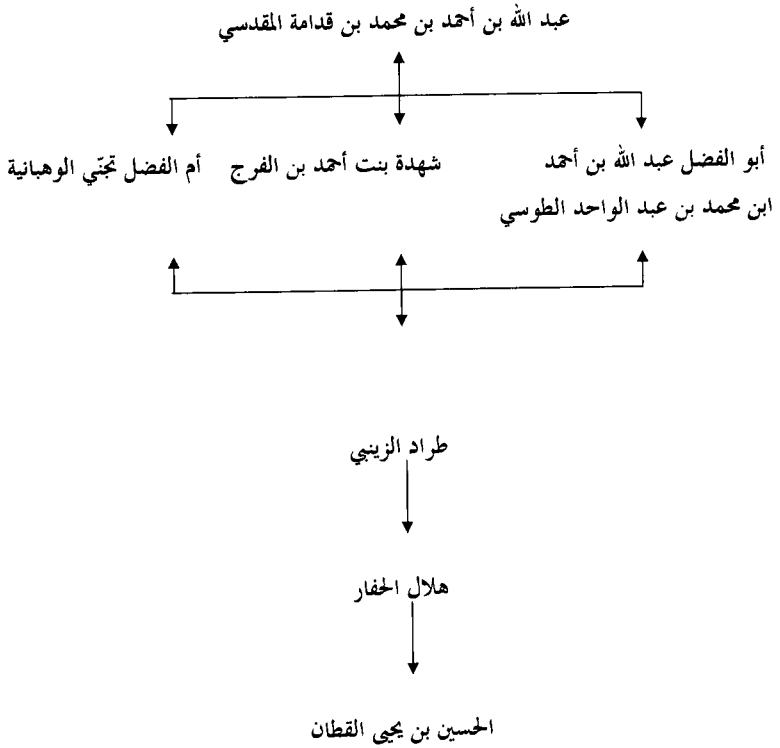 عبد الله بن أحمد بن محمد بن قدامة المقدسي
أبو الفضل عبد الله بن أحمد
ابن محمد بن عبد الواحد الطوسي
شهدة بنت أحمد بن الفرج
أم الفضل تجنّي الوهبانية
طراد الزينبي
هلال الحفار
الحسين بن يحيى القطان